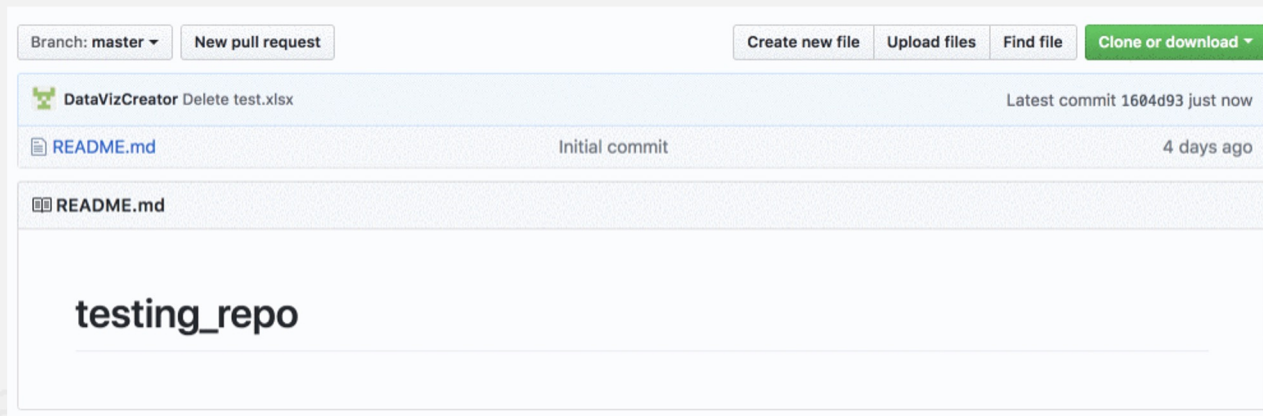 Branch: master New pull request Create new file Upload files Find file Clone or download
DataVizCreator Delete test.xlsx Latest commit 1604d93 just now
README.md Initial commit 4 days ago
README.md
testing_repo